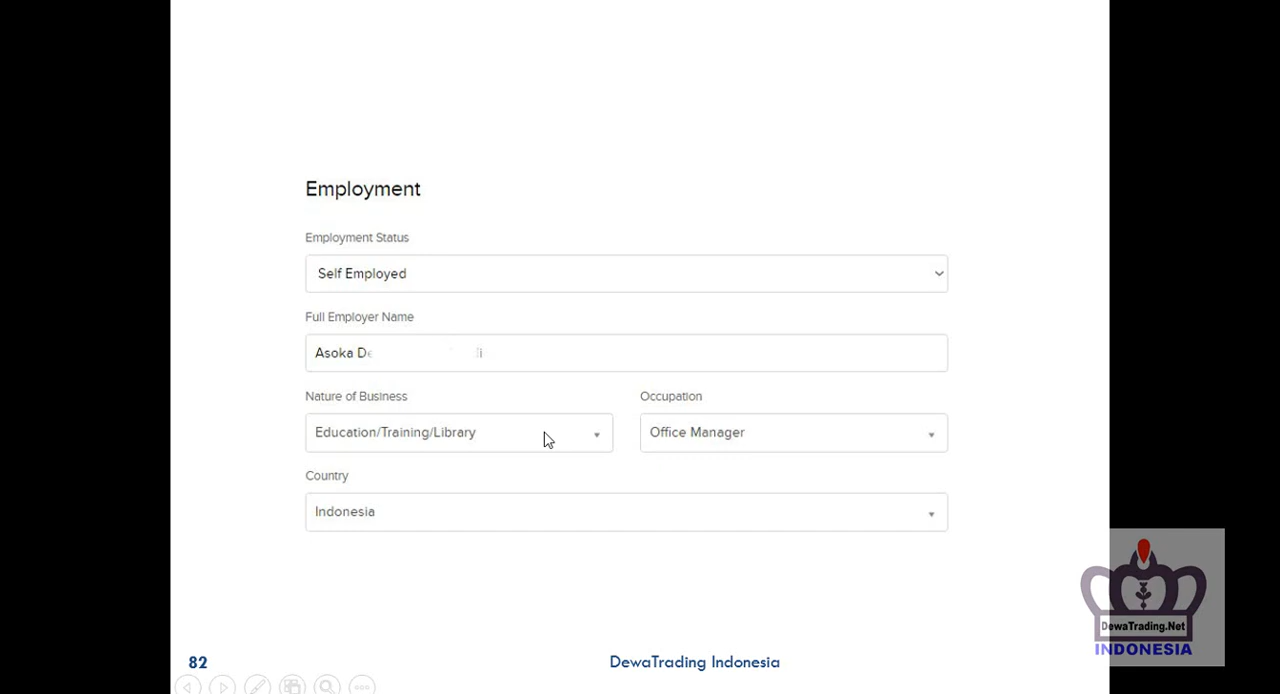 Employment
Employment Status
Self Employed
Full Employer Name
Asoka
Nature of Business
Occupation
Education/Training/Library
Office Manager
Country
Indonesia
DewaTrading.Net
INDONESIA
82
DewaTrading Indonesia